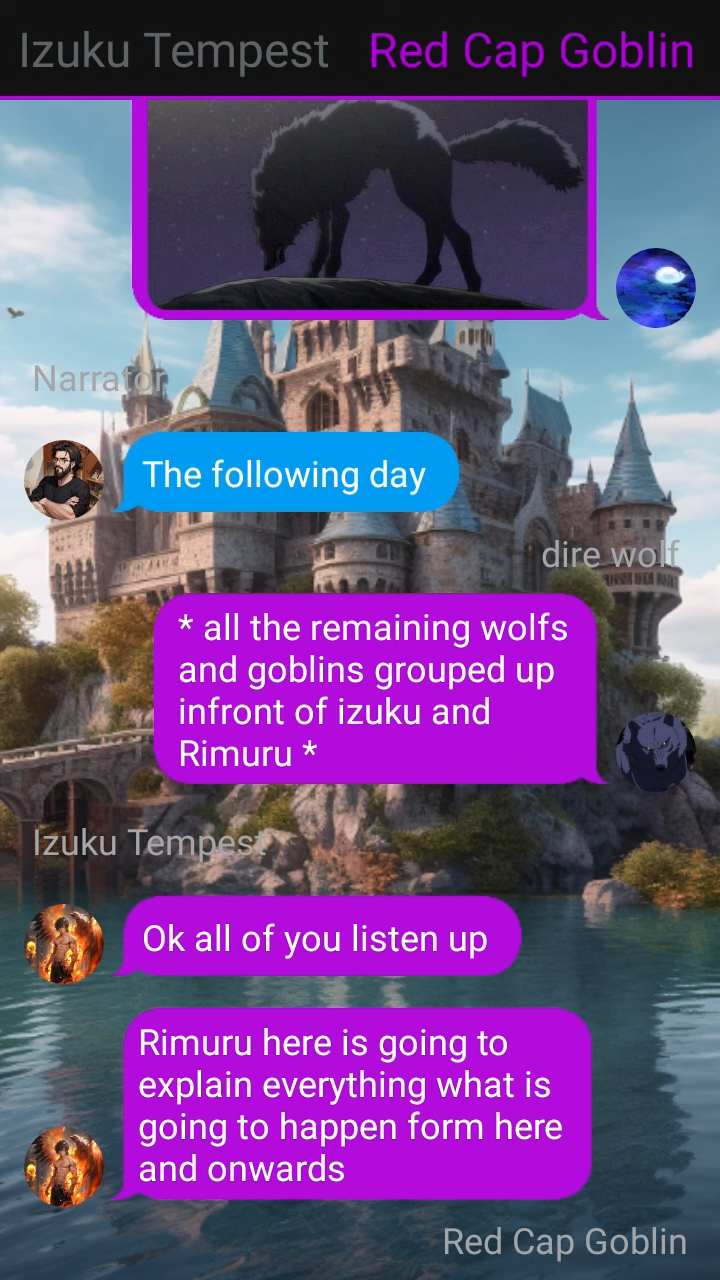 Izuku Tempest Red Cap Goblin
Narrator
The following day
dire wolf
* all the remaining wolfs
and goblins grouped up
infront of izuku and
Rimuru *
Izuku Tempest
Ok all of you listen up
Rimuru here is going to
explain everything what is
going to happen form here
and onwards
Red Cap Goblin